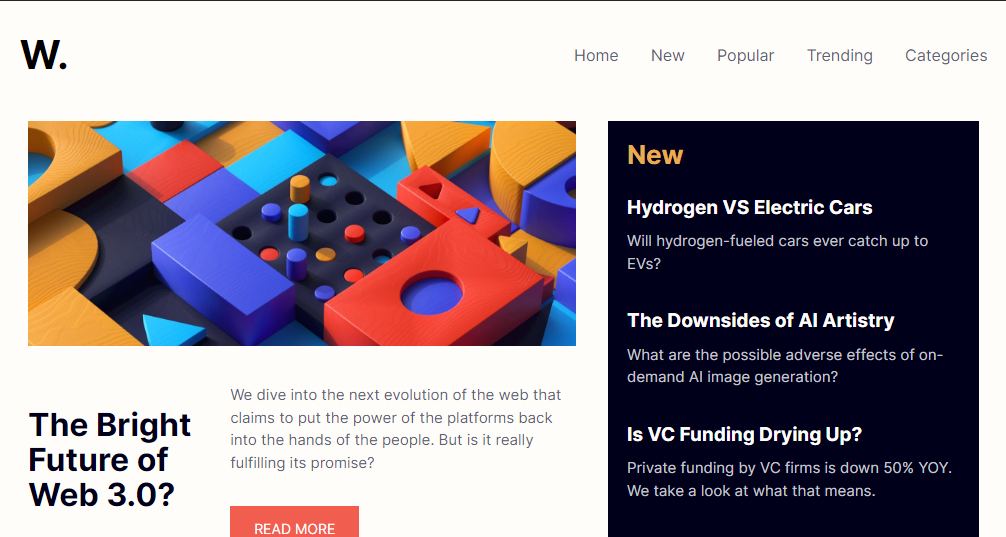 W.
Home New Popular Trending Categories
The Bright
Future of
Web 3.0?
We dive into the next evolution of the web that
claims to put the power of the platforms back
into the hands of the people. But is it really
fulfilling its promise?
READ MORE
New
Hydrogen VS Electric Cars
Will hydrogen-fueled cars ever catch up to
EVs?
The Downsides of AI Artistry
What are the possible adverse effects of on-
demand AI image generation?
Is VC Funding Drying Up?
Private funding by VC firms is down 50% YOY.
We take a look at what that means.